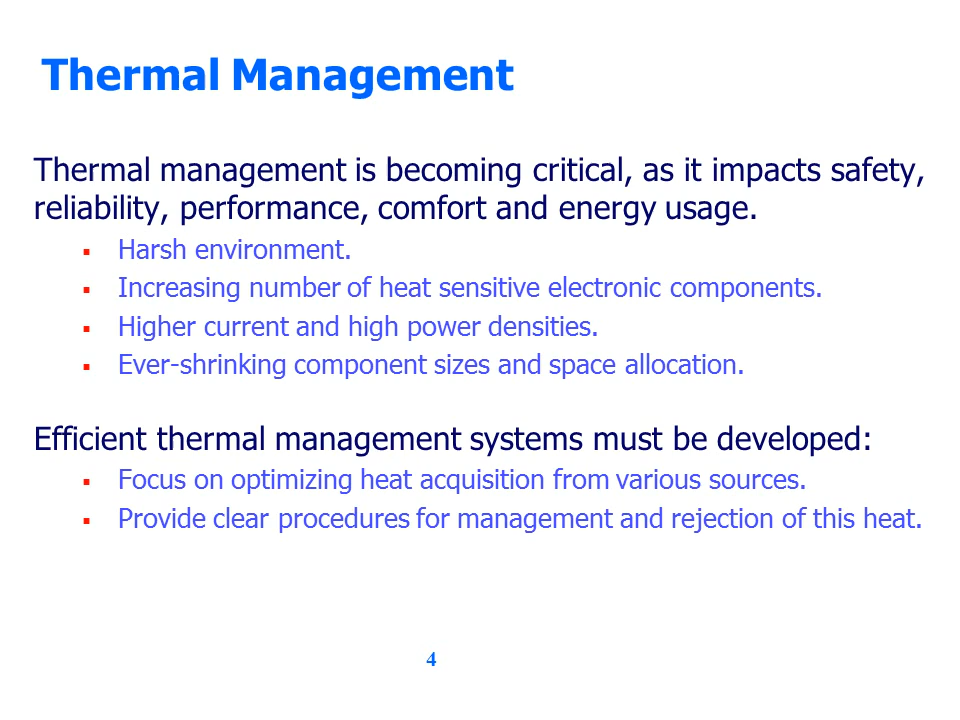 Thermal Management
Thermal management is becoming critical, as it impacts safety,
reliability, performance, comfort and energy usage.
▪ Harsh environment.
▪ Increasing number of heat sensitive electronic components.
▪ Higher current and high power densities.
▪ Ever-shrinking component sizes and space allocation.
Efficient thermal management systems must be developed:
▪ Focus on optimizing heat acquisition from various sources.
▪ Provide clear procedures for management and rejection of this heat.
4